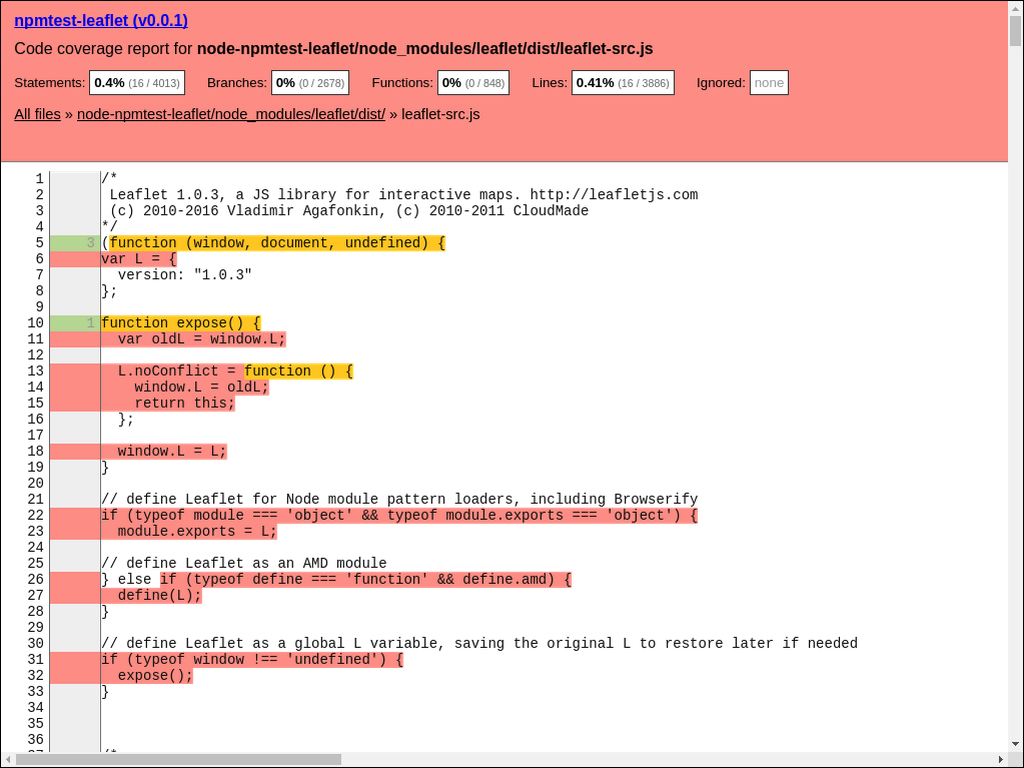 npmtest-leaflet (v0.0.1)
Code coverage report for node-npmtest-leaflet/node_modules/leaflet/dist/leaflet-src.js
Statements: 0.4% (16 / 4013) Branches: 0% (0 / 2678) Functions: 0% (0 / 848) Lines: 0.41% (16 / 3886) Ignored: none
All files » node-npmtest-leaflet/node_modules/leaflet/dist/ » leaflet-src.js
1 /*
2 Leaflet 1.0.3, a JS library for interactive maps. http://leafletjs.com
3 (c) 2010-2016 Vladimir Agafonkin, (c) 2010-2011 CloudMade
4 */
5 3 (function (window, document, undefined) {
6 var L = {
7 version: "1.0.3"
8 };
9
10 1 function expose() {
11 var oldL = window.L;
12
13 L.noConflict = function () {
14 window.L = oldL;
15 return this;
16 };
17
18 window.L = L;
19 }
20
21 // define Leaflet for Node module pattern loaders, including Browserify
22 if (typeof module === 'object' && typeof module.exports === 'object') {
23 module.exports = L;
24
25 // define Leaflet as an AMD module
26 } else if (typeof define === 'function' && define.amd) {
27 define(L);
28 }
29
30 // define Leaflet as a global L variable, saving the original L to restore later if needed
31 if (typeof window !== 'undefined') {
32 expose();
33 }
34
35
36
37 /*